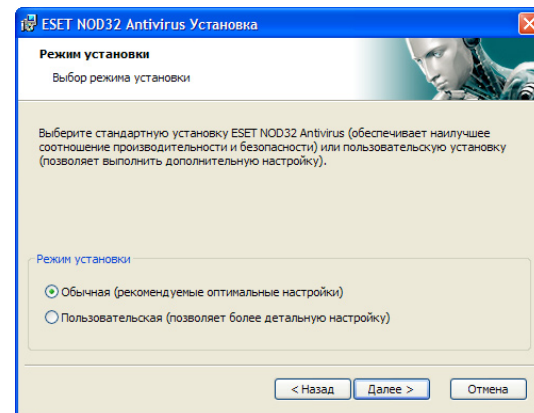 ESET NOD32 Antivirus Установка
Режим установки
Выбор режима установки
Выберите стандартную установку ESET NOD32 Antivirus (обеспечивает наилучшее
соотношение производительности и безопасности) или пользовательскую установку
(позволяет выполнить дополнительную настройку).
Режим установки
Обычная (рекомендуемые оптимальные настройки)
Пользовательская (позволяет более детальную настройку)
< Назад Далее > Отмена